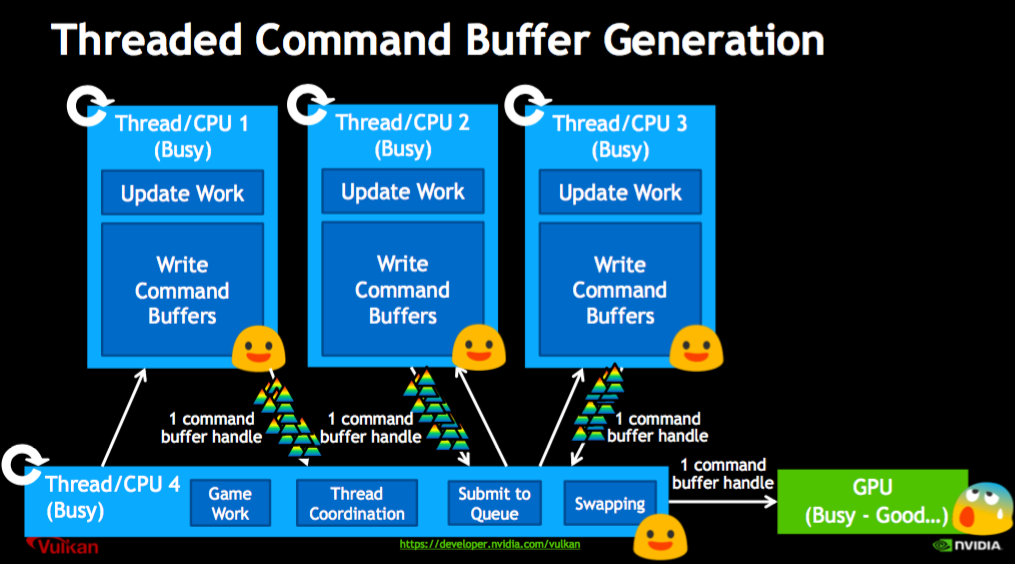 Threaded Command Buffer Generation
Thread/CPU 1
(Busy)
Update Work
Write
Command
Buffers
Thread/CPU 2
(Busy)
Update Work
Write
Command
Buffers
Thread/CPU 3
(Busy)
Update Work
Write
Command
Buffers
1 command
buffer handle
1 command
buffer handle
1 command
buffer handle
Thread/CPU 4
(Busy)
Game
Work
Thread
Coordination
Submit to
Queue
Swapping
1 command
buffer handle
GPU
(Busy - Good...)
Vulkan
https://developer.nvidia.com/vulkan
NVIDIA